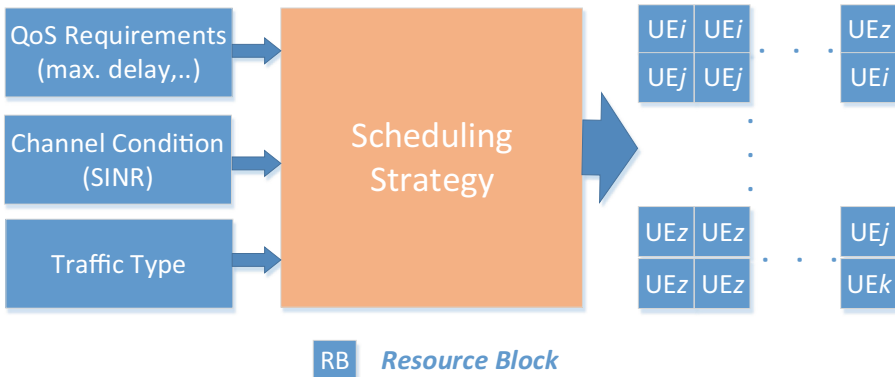 QoS Requirements
(max. delay,..)
Channel Condition
(SINR)
Traffic Type
Scheduling
Strategy
UEi UEi . . . UEz
UEj UEj UEi
UEz UEz UEj
UEz UEz . . . UEk
RB Resource Block